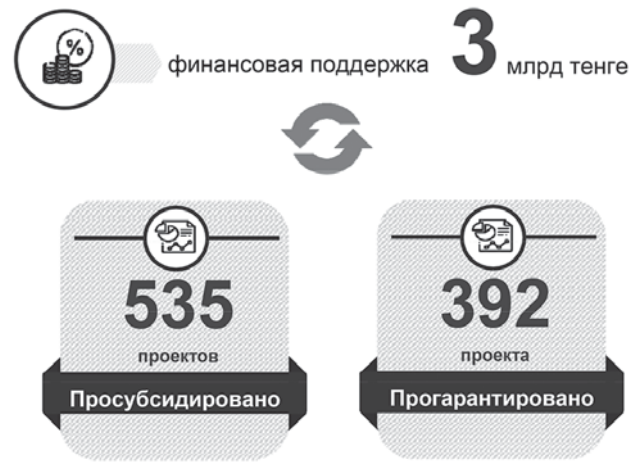 %
финансовая поддержка 3 млрд тенге
535
проектов
Просубсидировано
392
проекта
Прогарантировано